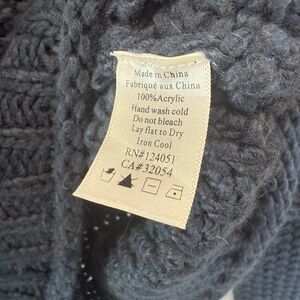 Made in China
Fabriqué aux China
100%Acrylic
Hand wash cold
Do not bleach
Lay flat to Dry
Iron Cool
RN#124051
CA#32054